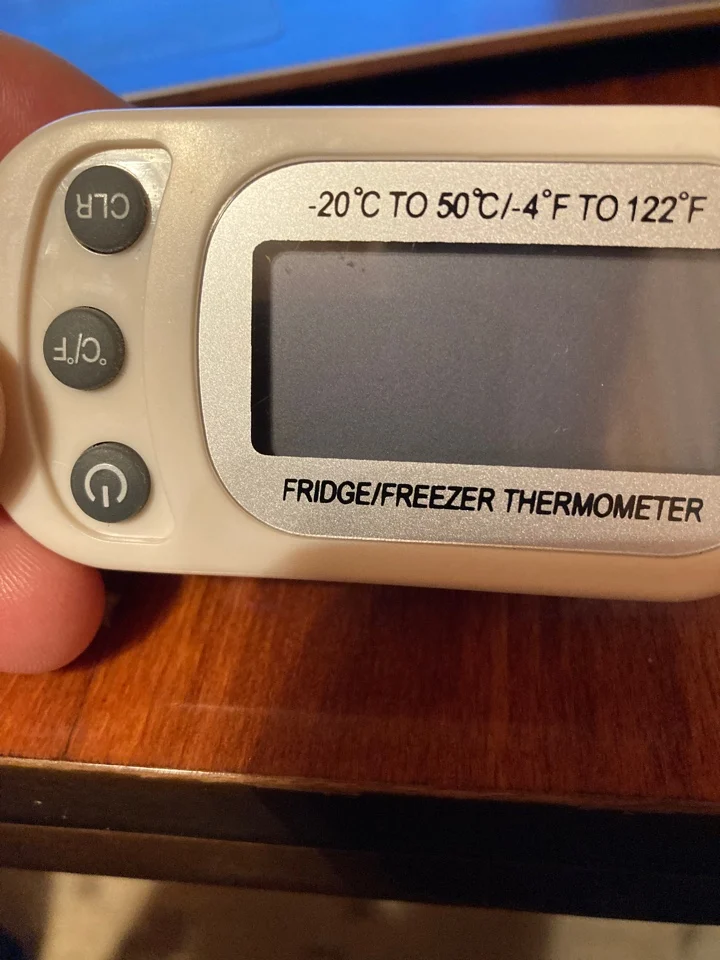 -20°C TO 50°C/-4°F TO 122°F
CLR
°C/°F
FRIDGE/FREEZER THERMOMETER